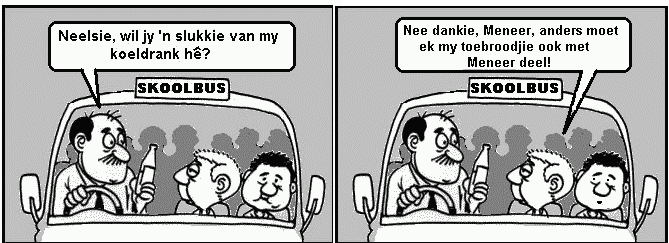 Neelsie, wil jy 'n slukkie van my
koeldrank hê?
SKOOLBUS
Nee dankie, Meneer, anders moet
ek my toebroodjie ook met
Meneer deel!
SKOOLBUS